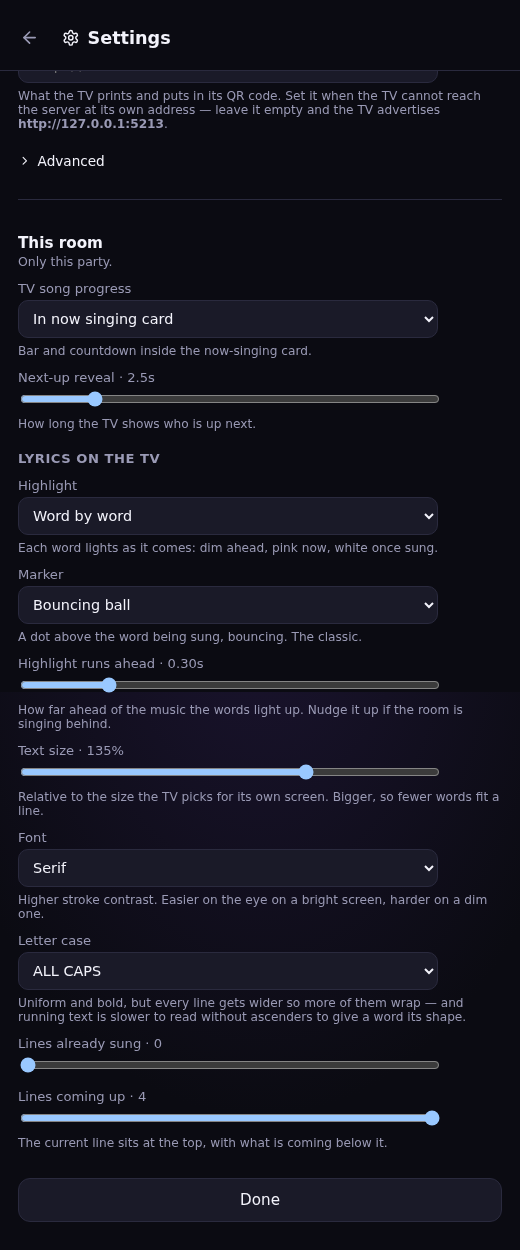 Settings
What the TV prints and puts in its QR code. Set it when the TV cannot reach
the server at its own address — leave it empty and the TV advertises
http://127.0.0.1:5213.
Advanced
This room
Only this party.
TV song progress
In now singing card
Bar and countdown inside the now-singing card.
Next-up reveal · 2.5s
How long the TV shows who is up next.
LYRICS ON THE TV
Highlight
Word by word
Each word lights as it comes: dim ahead, pink now, white once sung.
Marker
Bouncing ball
A dot above the word being sung, bouncing. The classic.
Highlight runs ahead · 0.30s
How far ahead of the music the words light up. Nudge it up if the room is
singing behind.
Text size · 135%
Relative to the size the TV picks for its own screen. Bigger, so fewer words fit a
line.
Font
Serif
Higher stroke contrast. Easier on the eye on a bright screen, harder on a dim
one.
Letter case
ALL CAPS
Uniform and bold, but every line gets wider so more of them wrap — and
running text is slower to read without ascenders to give a word its shape.
Lines already sung · 0
Lines coming up · 4
The current line sits at the top, with what is coming below it.
Done